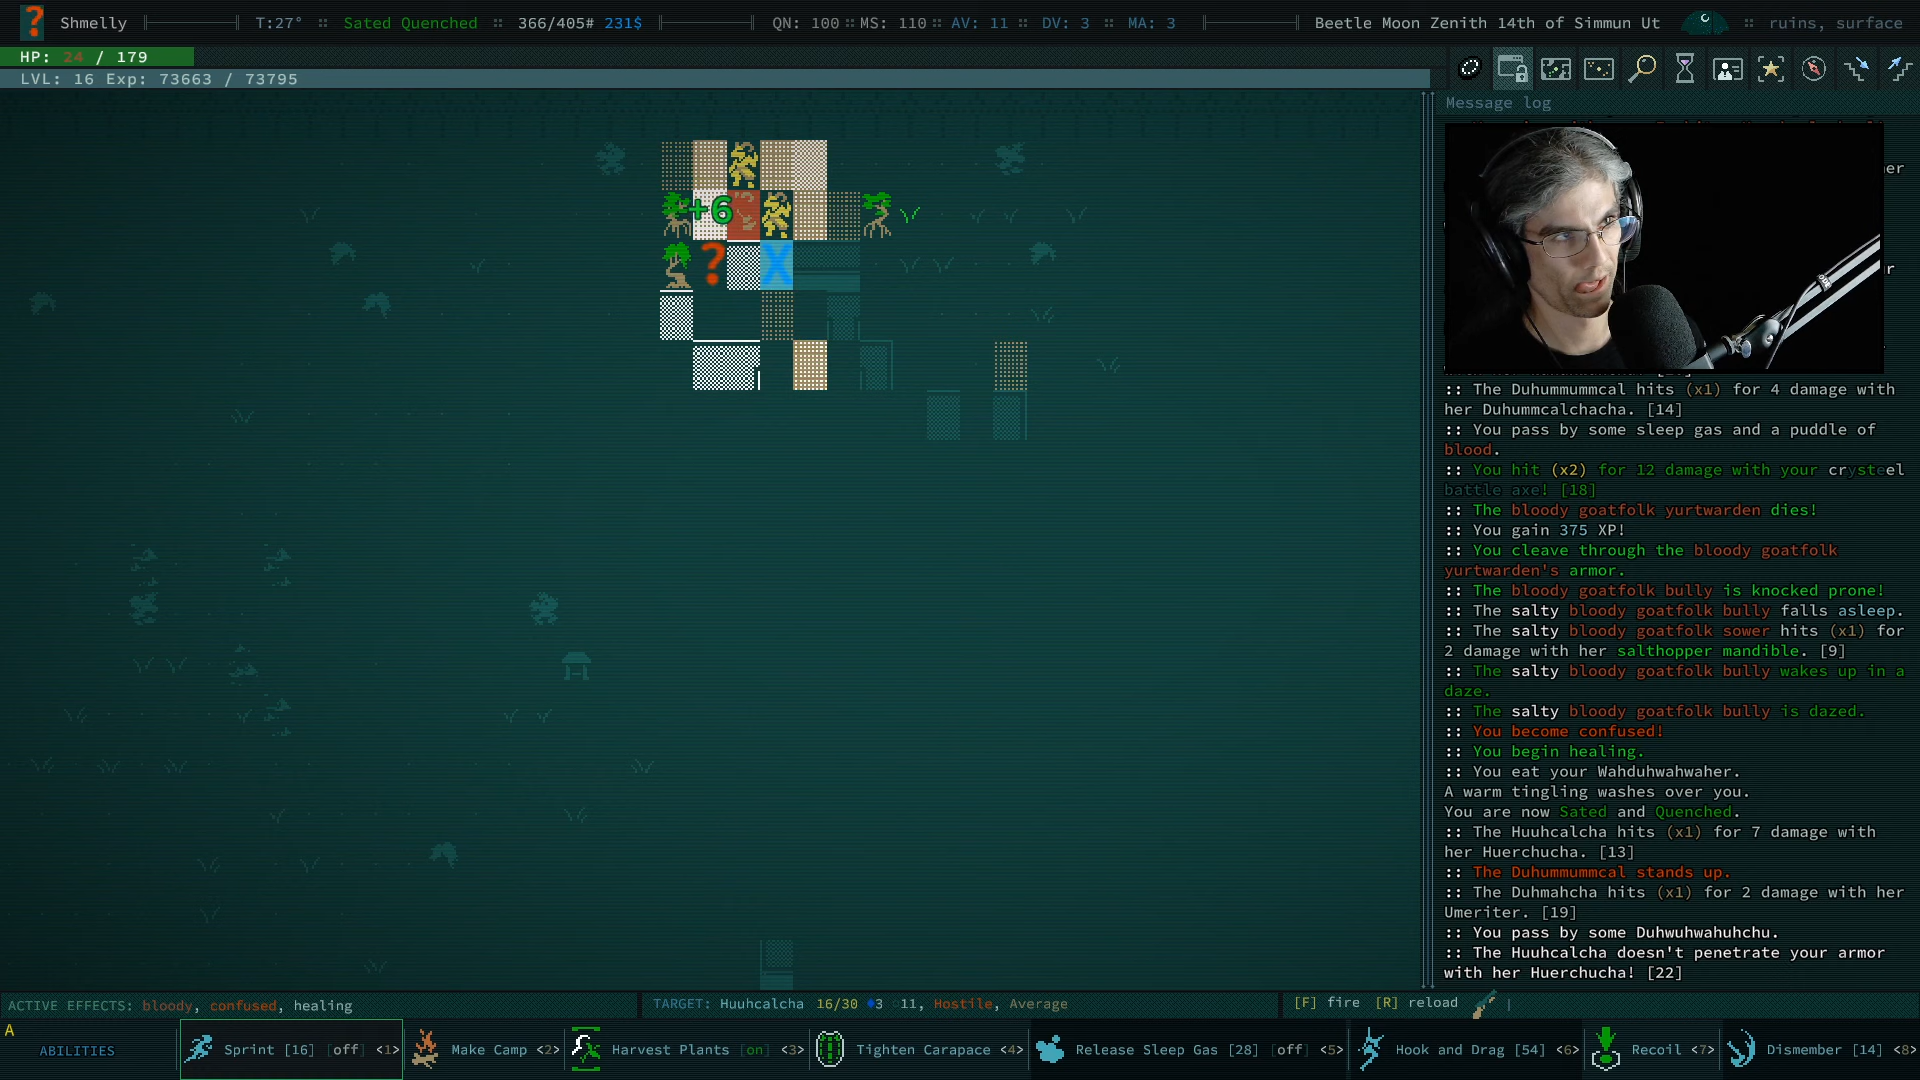 Shmelly T:27° :: Sated Quenched :: 366/405# 231$ QN: 100 :: MS: 110 :: AV: 11 :: DV: 3 :: MA: 3 Beetle Moon Zenith 14th of Simmun Ut :: ruins, surface
HP: 24 / 179
LVL: 16 Exp: 73663 / 73795
Message log
er
+6
?
X
r
:: The Duhummummcal hits (x1) for 4 damage with
her Duhummcalchacha. [14]
:: You pass by some sleep gas and a puddle of
blood.
:: You hit (x2) for 12 damage with your crysteel
battle axe! [18]
:: The bloody goatfolk yurtwarden dies!
:: You gain 375 XP!
:: You cleave through the bloody goatfolk
yurtwarden's armor.
:: The bloody goatfolk bully is knocked prone!
:: The salty bloody goatfolk bully falls asleep.
:: The salty bloody goatfolk sower hits (x1) for
2 damage with her salthopper mandible. [9]
:: The salty bloody goatfolk bully wakes up in a
daze.
:: The salty bloody goatfolk bully is dazed.
:: You become confused!
:: You begin healing.
:: You eat your Wahduhwahwaher.
A warm tingling washes over you.
You are now Sated and Quenched.
:: The Huuhcalcha hits (x1) for 7 damage with
her Huerchucha. [13]
:: The Duhummummcal stands up.
:: The Duhmahcha hits (x1) for 2 damage with her
Umeriter. [19]
:: You pass by some Duhwuhwahuhchu.
:: The Huuhcalcha doesn't penetrate your armor
with her Huerchucha! [22]
ACTIVE EFFECTS: bloody, confused, healing
TARGET: Huuhcalcha 16/30 ♦3 ○11, Hostile, Average
[F] fire [R] reload
A
ABILITIES
Sprint [16] [off] <1> Make Camp <2> Harvest Plants [on] <3> Tighten Carapace <4> Release Sleep Gas [28] [off] <5> Hook and Drag [54] <6> Recoil <7> Dismember [14] <8>